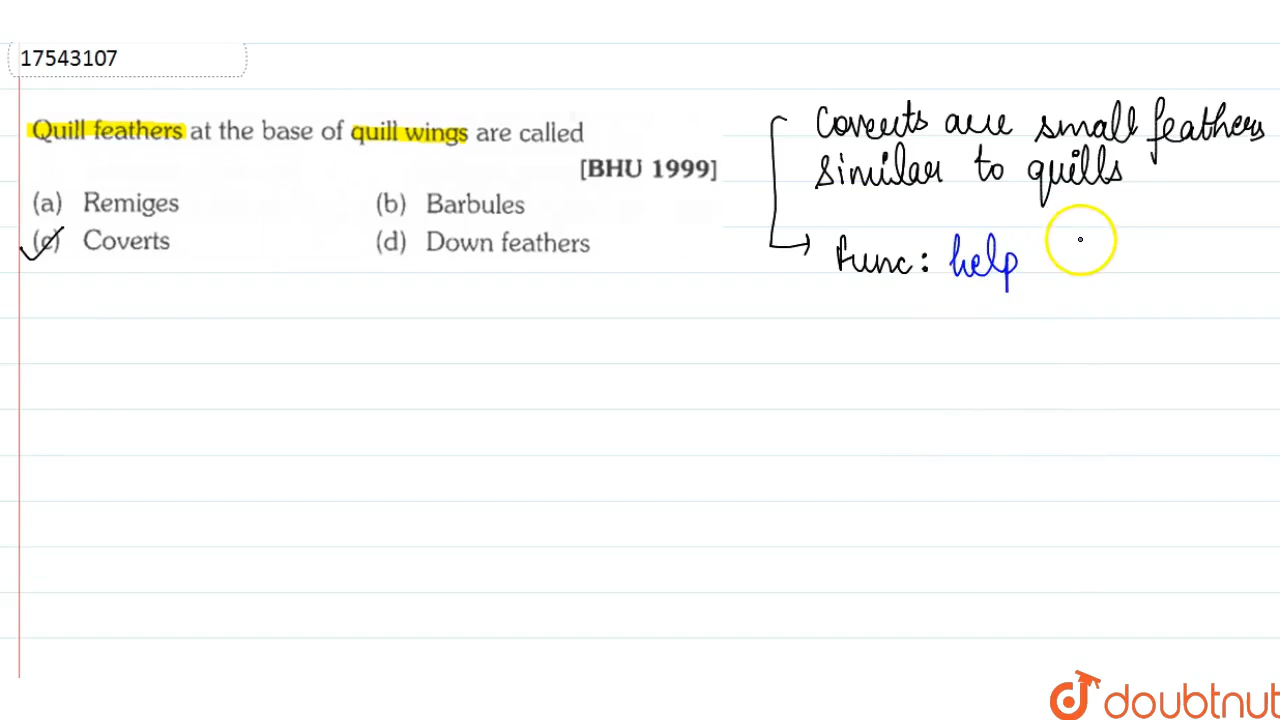 17543107
Quill feathers at the base of quill wings are called
[BHU 1999]
(a) Remiges (b) Barbules
(c) Coverts (d) Down feathers
Coverts are small feathers
similar to quills
func: help
doubtnut